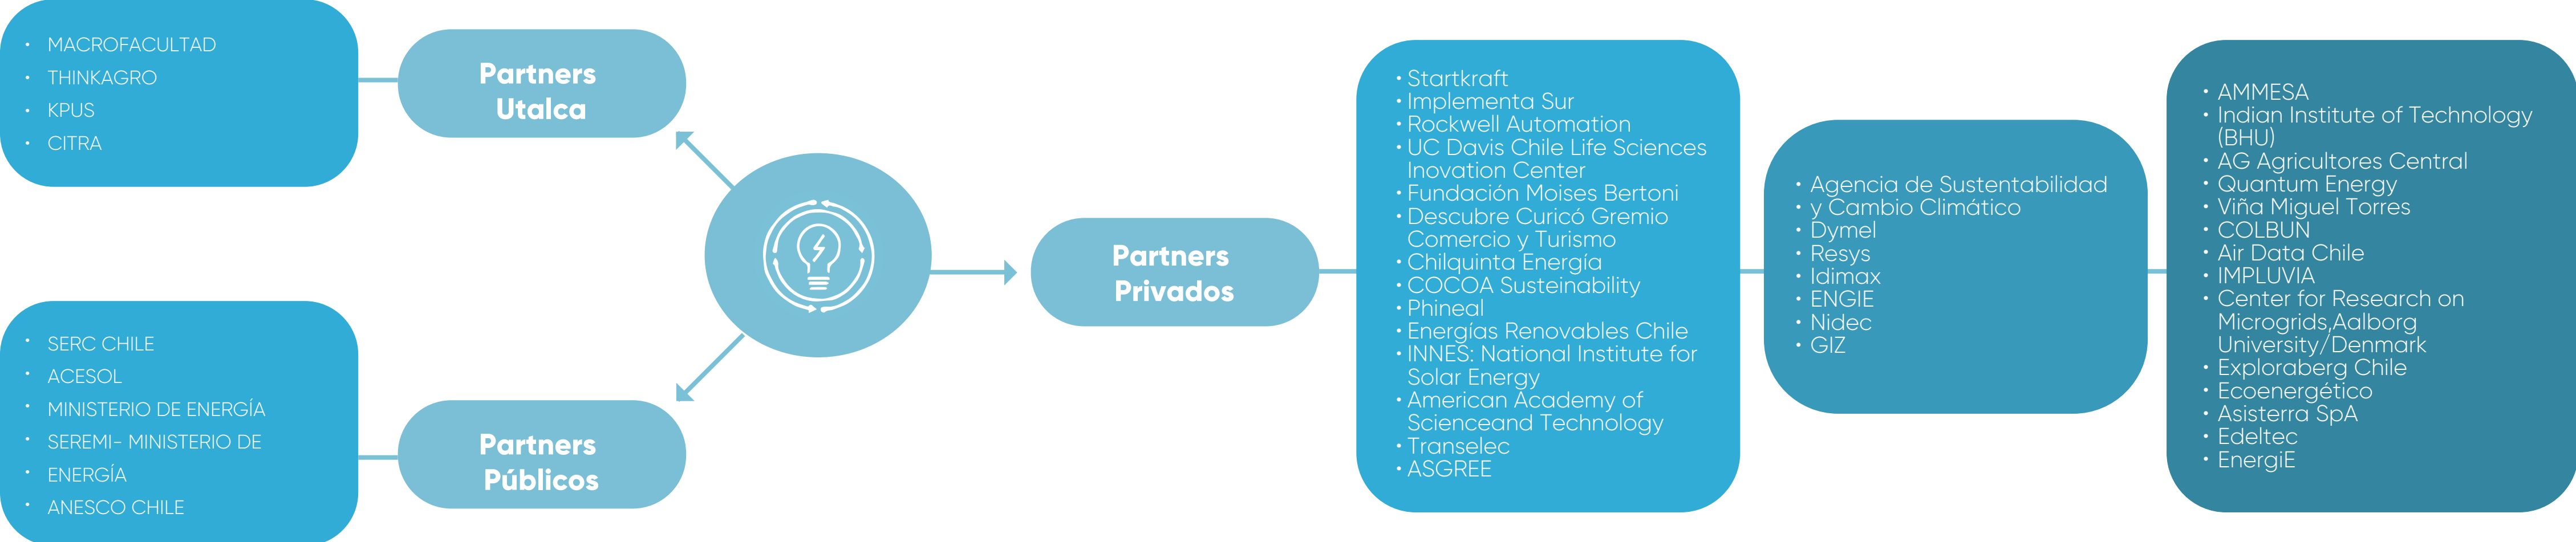 • MACROFACULTAD
• THINKAGRO
• KPUS
• CITRA
Partners
Utalca
• SERC CHILE
• ACESOL
• MINISTERIO DE ENERGÍA
• SEREMI- MINISTERIO DE
• ENERGÍA
• ANESCO CHILE
Partners
Públicos
Partners
Privados
• Startkraft
• Implementa Sur
• Rockwell Automation
• UC Davis Chile Life Sciences
Inovation Center
• Fundación Moises Bertoni
• Descubre Curicó Gremio
Comercio y Turismo
• Chilquinta Energía
• COCOA Susteinability
• Phineal
• Energías Renovables Chile
• INNES: National Institute for
Solar Energy
• American Academy of
Scienceand Technology
• Transelec
• ASGREE
• Agencia de Sustentabilidad
• y Cambio Climático
• Dymel
• Resys
• Idimax
• ENGIE
• Nidec
• GIZ
• AMMESA
• Indian Institute of Technology
(BHU)
• AG Agricultores Central
• Quantum Energy
• Viña Miguel Torres
• COLBUN
• Air Data Chile
• IMPLUVIA
• Center for Research on
Microgrids,Aalborg
University/Denmark
• Exploraberg Chile
• Ecoenergético
• Asisterra SpA
• Edeltec
• EnergiE